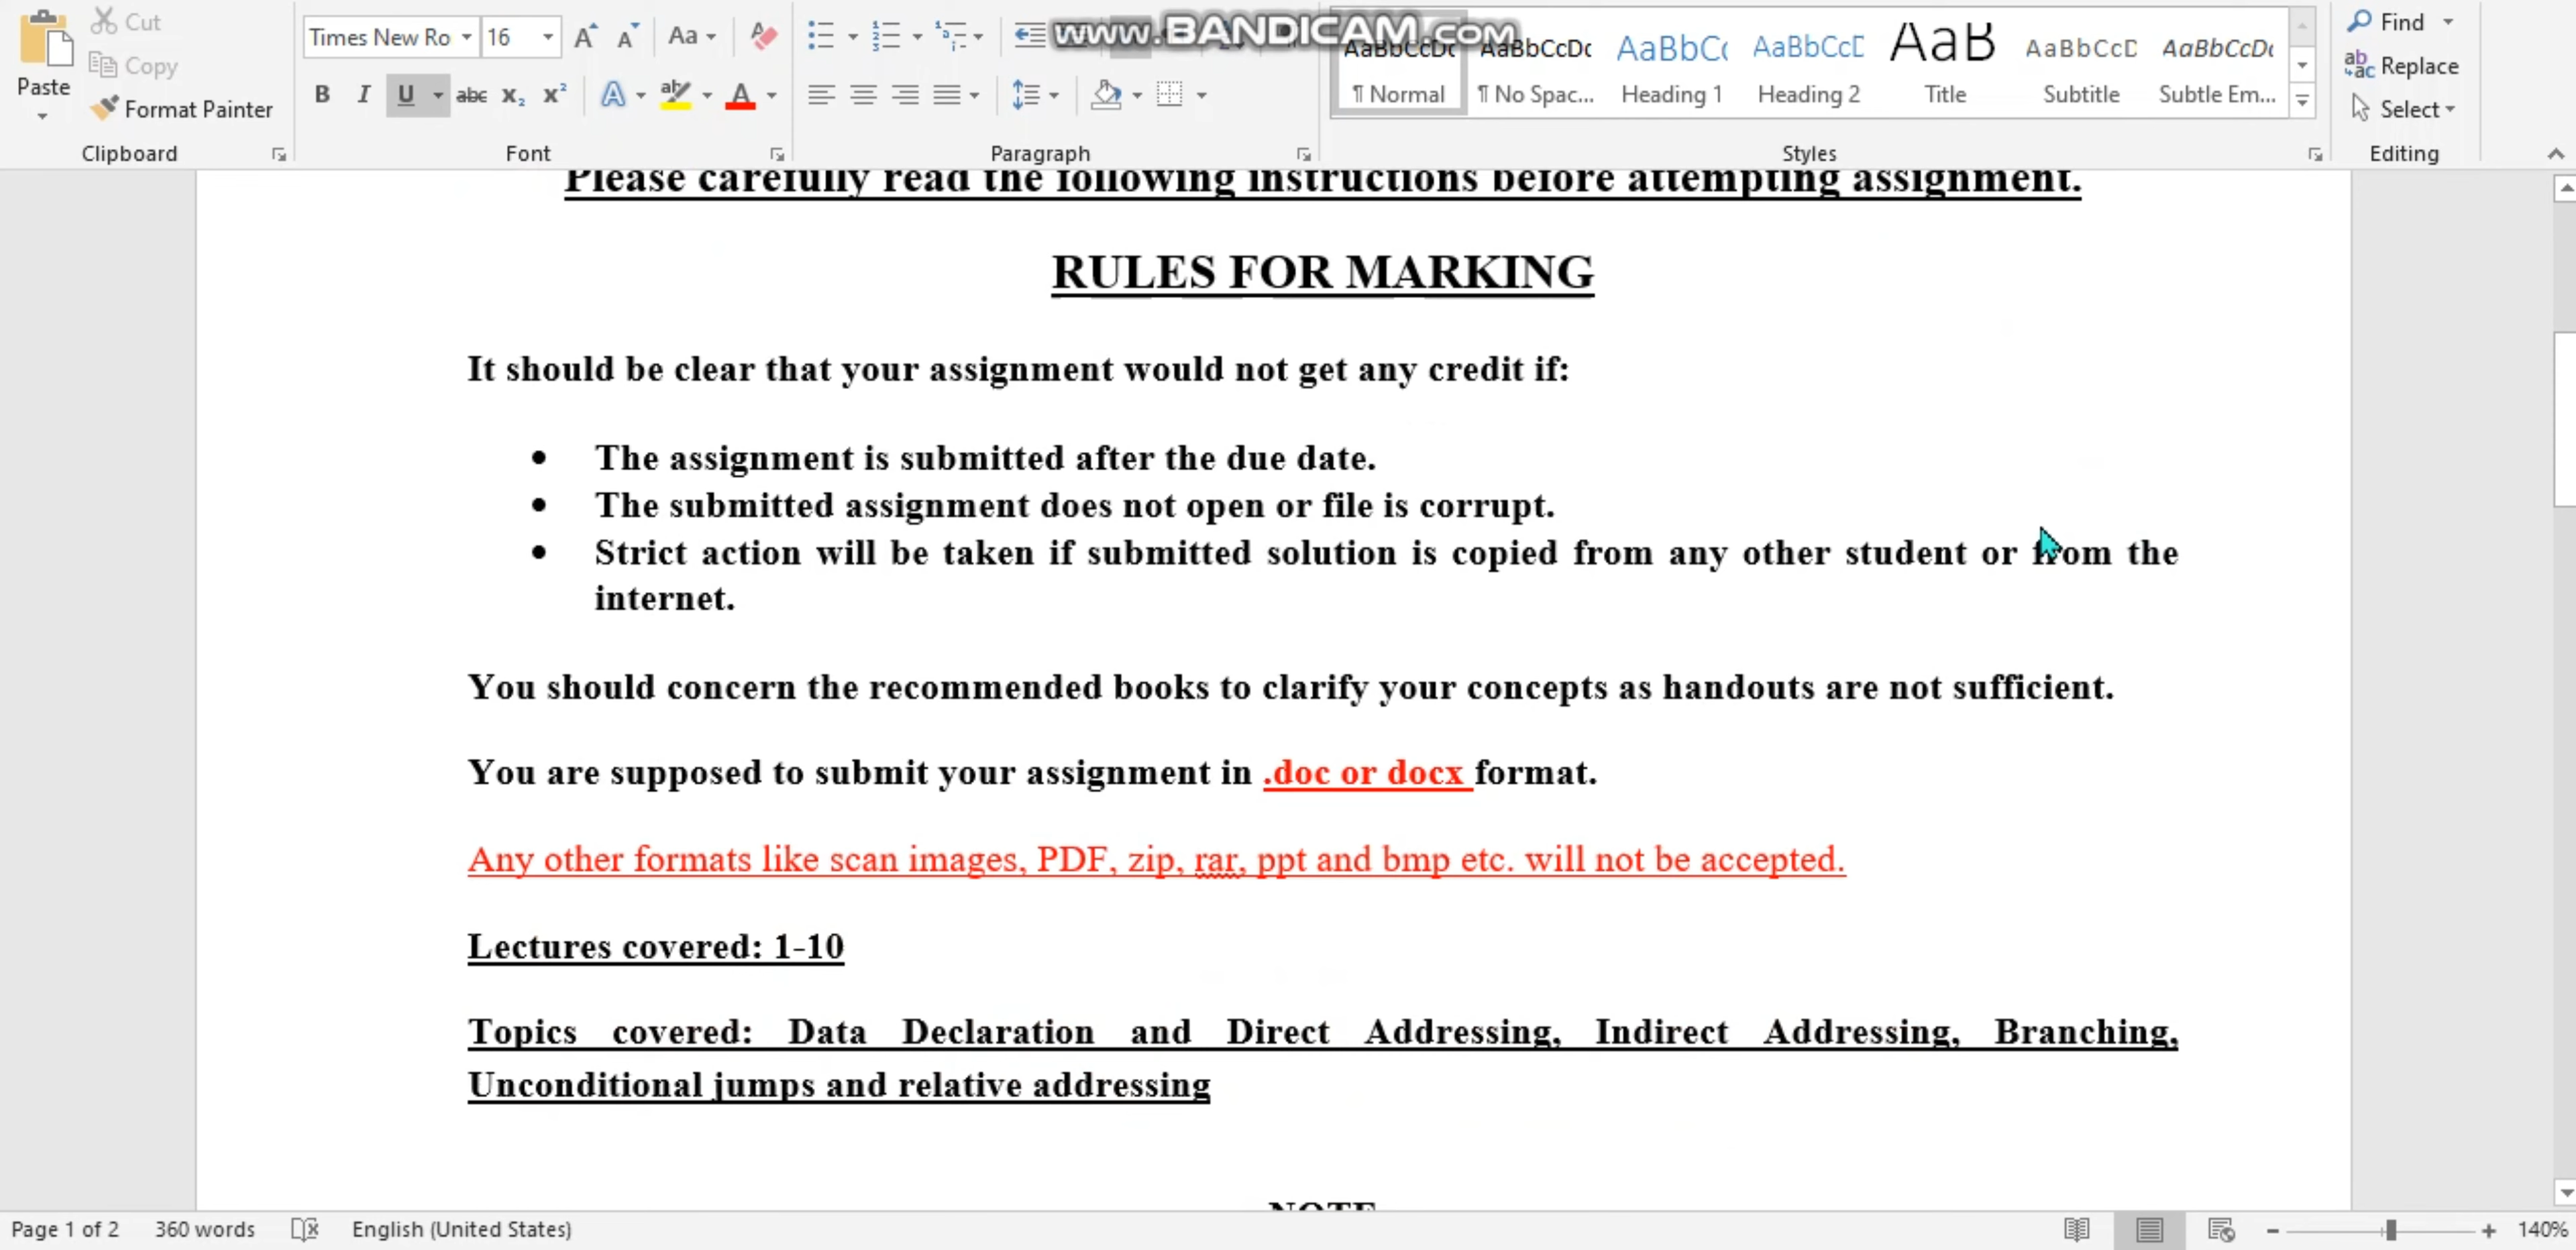 Cut
Copy
Paste
Format Painter
Clipboard
Times New Ro
16
Aa
B I U abc x₂ x² A ab A
Font
Paragraph
www.BANDICAM.com
AaBbCcDc AaBbCcDc AaBbC( AaBbCcC AaB AaBbCcD AaBbCcDc
¶ Normal ¶ No Spac... Heading 1 Heading 2 Title Subtitle Subtle Em...
Styles
Find
Replace
Select
Editing
Please carefully read the following instructions before attempting assignment.
RULES FOR MARKING
It should be clear that your assignment would not get any credit if:
• The assignment is submitted after the due date.
• The submitted assignment does not open or file is corrupt.
• Strict action will be taken if submitted solution is copied from any other student or from the
internet.
You should concern the recommended books to clarify your concepts as handouts are not sufficient.
You are supposed to submit your assignment in .doc or docx format.
Any other formats like scan images, PDF, zip, rar, ppt and bmp etc. will not be accepted.
Lectures covered: 1-10
Topics covered: Data Declaration and Direct Addressing, Indirect Addressing, Branching,
Unconditional jumps and relative addressing
NOTE
Page 1 of 2 360 words English (United States) 140%